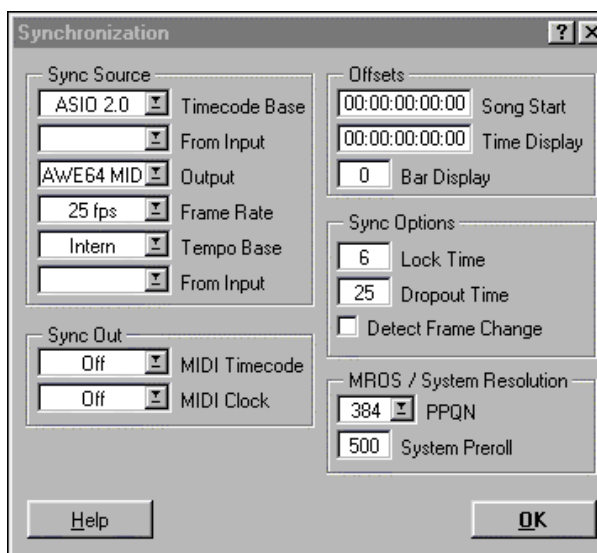 Synchronization
Sync Source
ASIO 2.0 Timecode Base
From Input
AWE64 MID Output
25 fps Frame Rate
Intern Tempo Base
From Input
Sync Out
Off MIDI Timecode
Off MIDI Clock
Offsets
00:00:00:00:00 Song Start
00:00:00:00:00 Time Display
0 Bar Display
Sync Options
6 Lock Time
25 Dropout Time
Detect Frame Change
MROS / System Resolution
384 PPQN
500 System Preroll
Help
OK